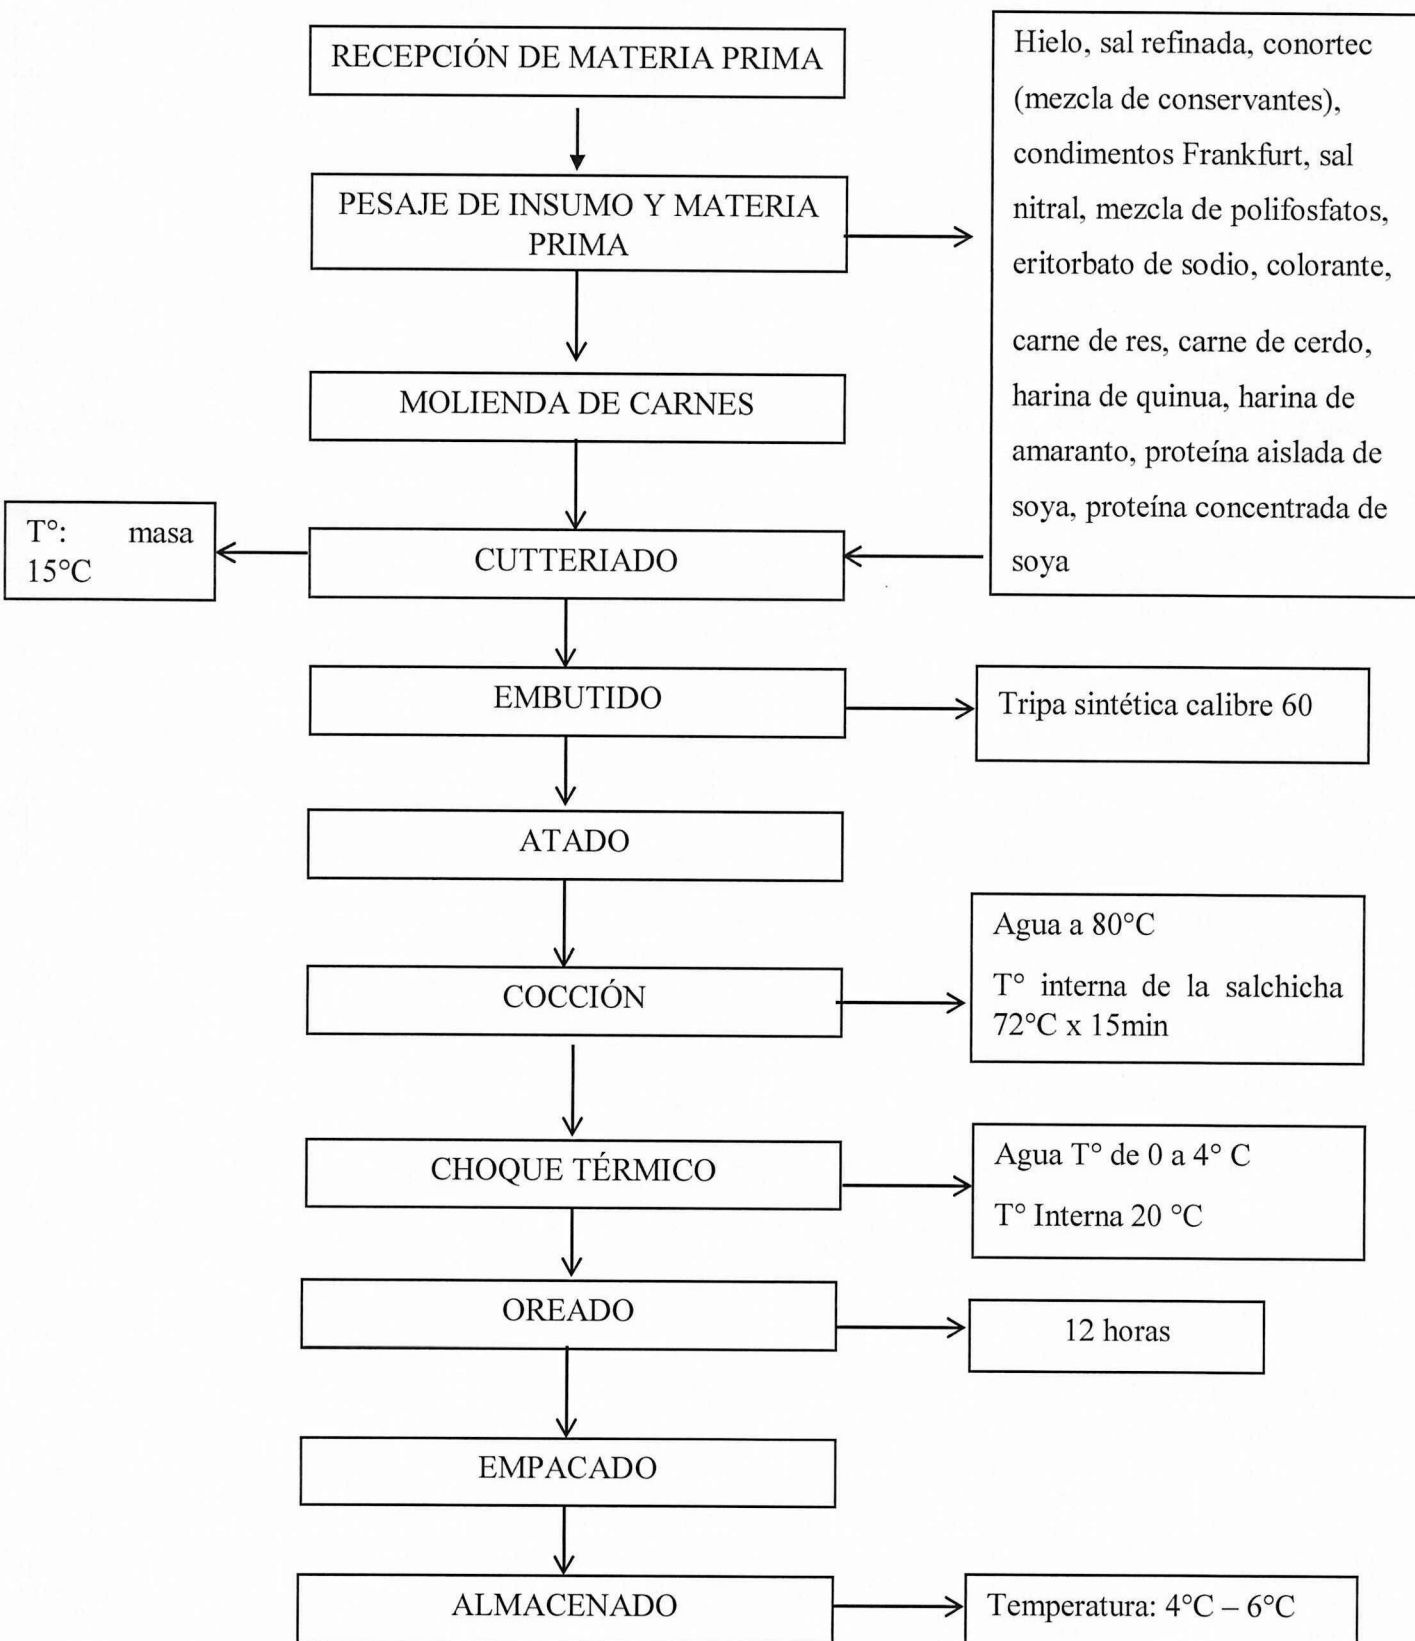 RECEPCIÓN DE MATERIA PRIMA
PESAJE DE INSUMO Y MATERIA
PRIMA
Hielo, sal refinada, conortec
(mezcla de conservantes),
condimentos Frankfurt, sal
nitral, mezcla de polifosfatos,
eritorbato de sodio, colorante,
carne de res, carne de cerdo,
harina de quinua, harina de
amaranto, proteína aislada de
soya, proteína concentrada de
soya
MOLIENDA DE CARNES
CUTTERIADO
T°: masa
15°C
EMBUTIDO
Tripa sintética calibre 60
ATADO
COCCIÓN
Agua a 80°C
T° interna de la salchicha
72°C x 15min
CHOQUE TÉRMICO
Agua T° de 0 a 4° C
T° Interna 20 °C
OREADO
12 horas
EMPACADO
ALMACENADO
Temperatura: 4°C – 6°C